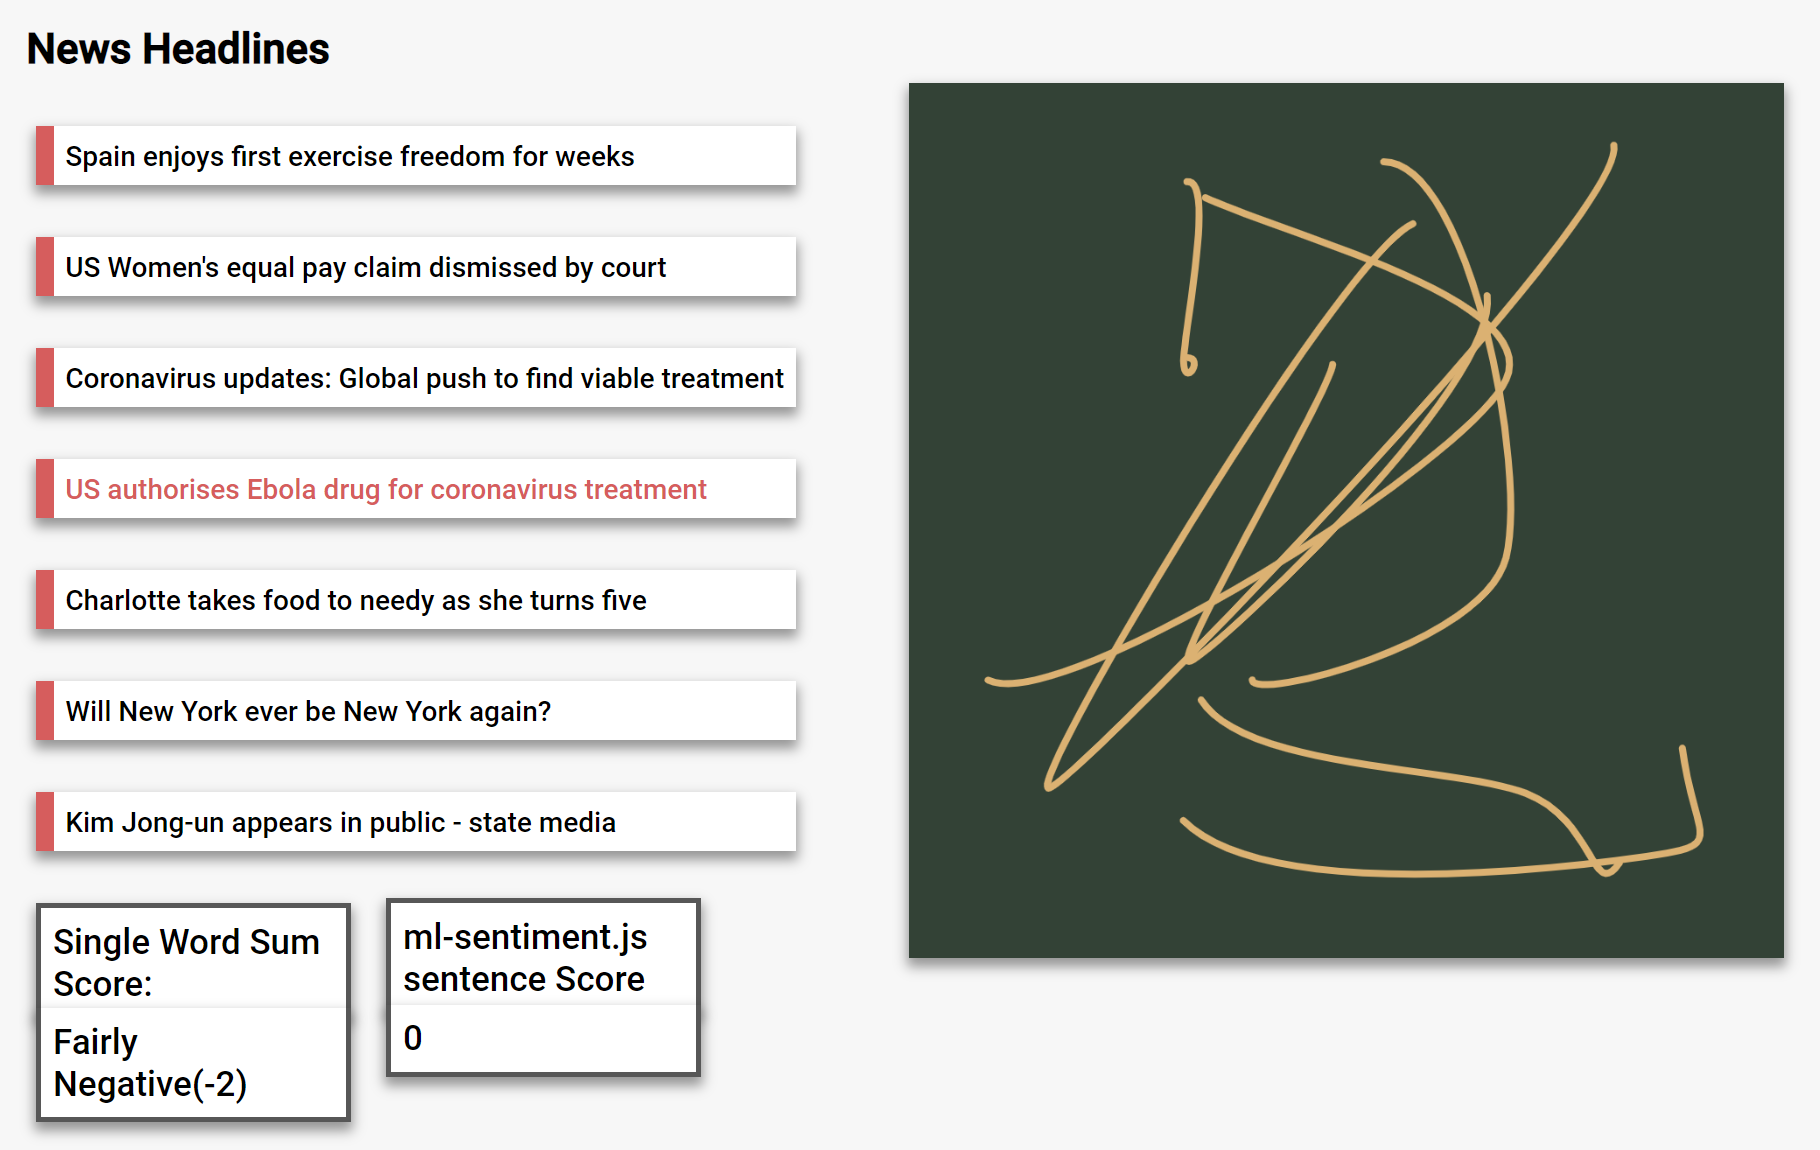 News Headlines
Spain enjoys first exercise freedom for weeks
US Women's equal pay claim dismissed by court
Coronavirus updates: Global push to find viable treatment
US authorises Ebola drug for coronavirus treatment
Charlotte takes food to needy as she turns five
Will New York ever be New York again?
Kim Jong-un appears in public - state media
Single Word Sum
Score:
Fairly
Negative(-2)
ml-sentiment.js
sentence Score
0